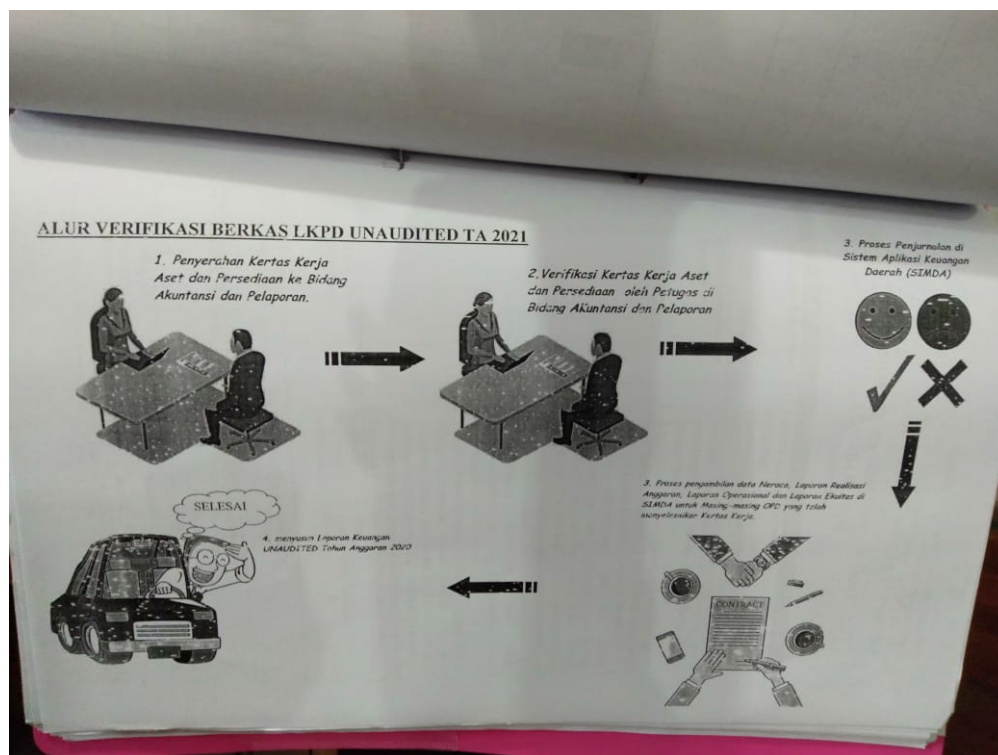 ALUR VERIFIKASI BERKAS LKPD UNAUDITED TA 2021
1. Penyerahan Kertas Kerja
Aset dan Persediaan ke Bidang
Akuntansi dan Pelaporan.
2.Verifikasi Kertas Kerja Aset
dan Persediaan oleh Petugas di
Bidang Akuntansi dan Pelaporan
3. Proses Penjurnalan di
Sistem Aplikasi Keuangan
Daerah (SIMDA)
3. Proses pengambilan data Neraca, Laporan Realisasi
Anggaran, Laporan Operasional dan Laporan Ekuitas di
SIMDA untuk Masing-masing OPD yang telah
menyelesaikan Kertas Kerja.
CONTRACT
4. menyusun Laporan Keuangan
UNAUDITED Tahun Anggaran 2020
SELESAI